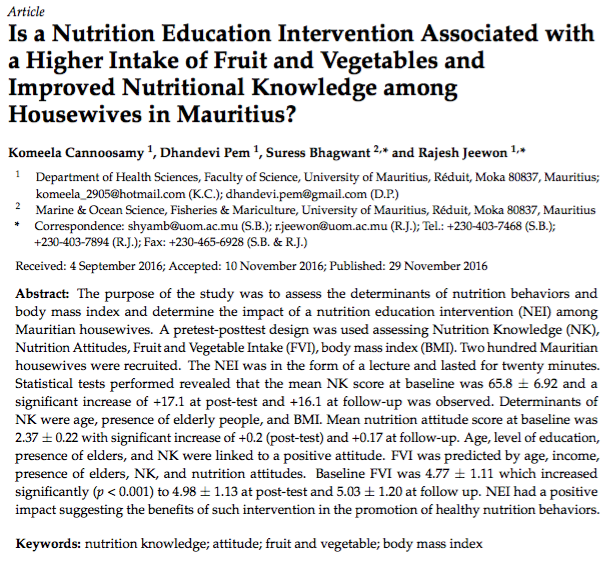 Article
Is a Nutrition Education Intervention Associated with
a Higher Intake of Fruit and Vegetables and
Improved Nutritional Knowledge among
Housewives in Mauritius?
Komeela Cannoosamy 1, Dhandevi Pem 1, Suress Bhagwant 2,* and Rajesh Jeewon 1,*
1 Department of Health Sciences, Faculty of Science, University of Mauritius, Réduit, Moka 80837, Mauritius;
komeela_2905@hotmail.com (K.C.); dhandevi.pem@gmail.com (D.P.)
2 Marine & Ocean Science, Fisheries & Mariculture, University of Mauritius, Réduit, Moka 80837, Mauritius
* Correspondence: shyamb@uom.ac.mu (S.B.); r.jeewon@uom.ac.mu (R.J.); Tel.: +230-403-7468 (S.B.);
+230-403-7894 (R.J.); Fax: +230-465-6928 (S.B. & R.J.)
Received: 4 September 2016; Accepted: 10 November 2016; Published: 29 November 2016
Abstract: The purpose of the study was to assess the determinants of nutrition behaviors and
body mass index and determine the impact of a nutrition education intervention (NEI) among
Mauritian housewives. A pretest-posttest design was used assessing Nutrition Knowledge (NK),
Nutrition Attitudes, Fruit and Vegetable Intake (FVI), body mass index (BMI). Two hundred Mauritian
housewives were recruited. The NEI was in the form of a lecture and lasted for twenty minutes.
Statistical tests performed revealed that the mean NK score at baseline was 65.8 ± 6.92 and a
significant increase of +17.1 at post-test and +16.1 at follow-up was observed. Determinants of
NK were age, presence of elderly people, and BMI. Mean nutrition attitude score at baseline was
2.37 ± 0.22 with significant increase of +0.2 (post-test) and +0.17 at follow-up. Age, level of education,
presence of elders, and NK were linked to a positive attitude. FVI was predicted by age, income,
presence of elders, NK, and nutrition attitudes. Baseline FVI was 4.77 ± 1.11 which increased
significantly (p < 0.001) to 4.98 ± 1.13 at post-test and 5.03 ± 1.20 at follow up. NEI had a positive
impact suggesting the benefits of such intervention in the promotion of healthy nutrition behaviors.
Keywords: nutrition knowledge; attitude; fruit and vegetable; body mass index